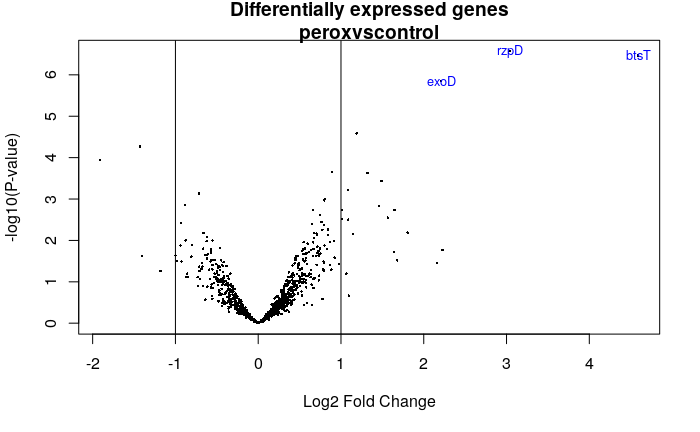 Differentially expressed genes
peroxvscontrol
rzpD
btsT
exoD
6
5
4
3
2
1
0
-log10(P-value)
-2 -1 0 1 2 3 4
Log2 Fold Change